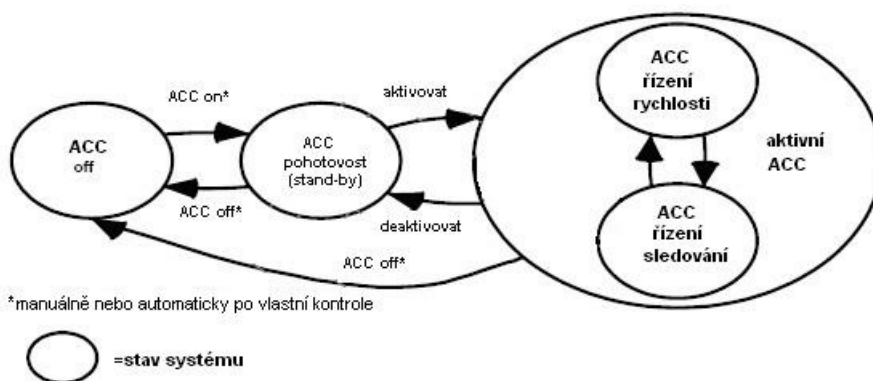 ACC on*
ACC
off
ACC off*
ACC
pohotovost
(stand-by)
aktivovat
deaktivovat
ACC off*
ACC
řízení
rychlosti
aktivní
ACC
ACC
řízení
sledování
*manuálně nebo automaticky po vlastní kontrole
=stav systému